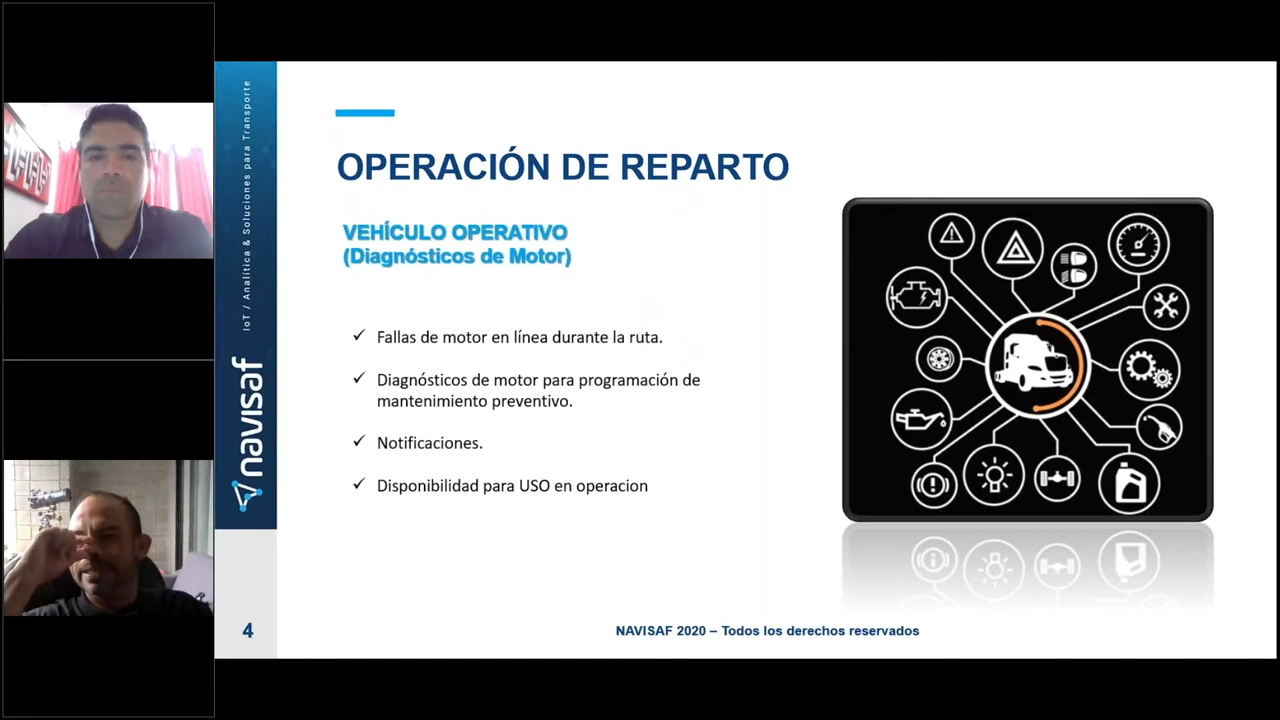 IoT / Analítica & Soluciones para Transporte
navisaf
OPERACIÓN DE REPARTO
VEHÍCULO OPERATIVO
(Diagnósticos de Motor)
✓ Fallas de motor en línea durante la ruta.
✓ Diagnósticos de motor para programación de
mantenimiento preventivo.
✓ Notificaciones.
✓ Disponibilidad para USO en operacion
4
NAVISAF 2020 – Todos los derechos reservados